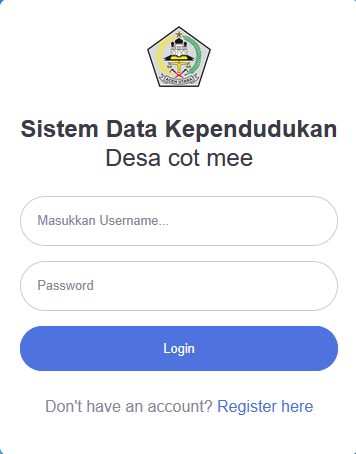 ACEH UTARA
Sistem Data Kependudukan
Desa cot mee
Masukkan Username...
Password
Login
Don't have an account? Register here